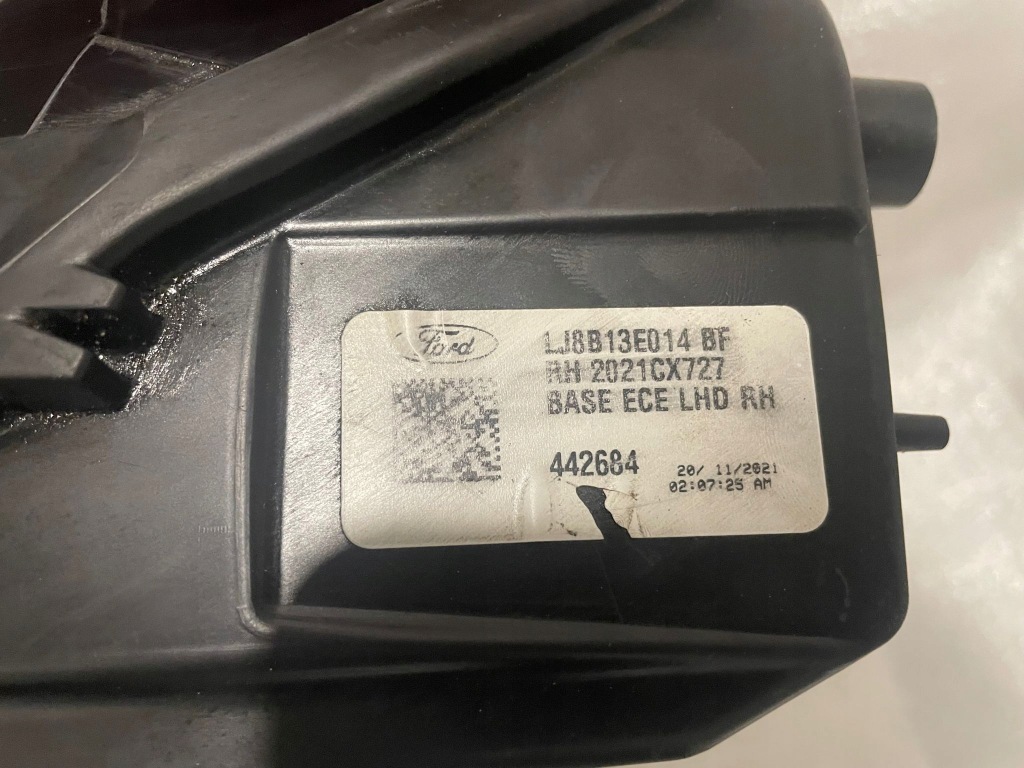 Ford
LJ8B13E014 BF
RH 2021CX727
BASE ECE LHD RH
442684
20/ 11/2021
02:07:25 AM